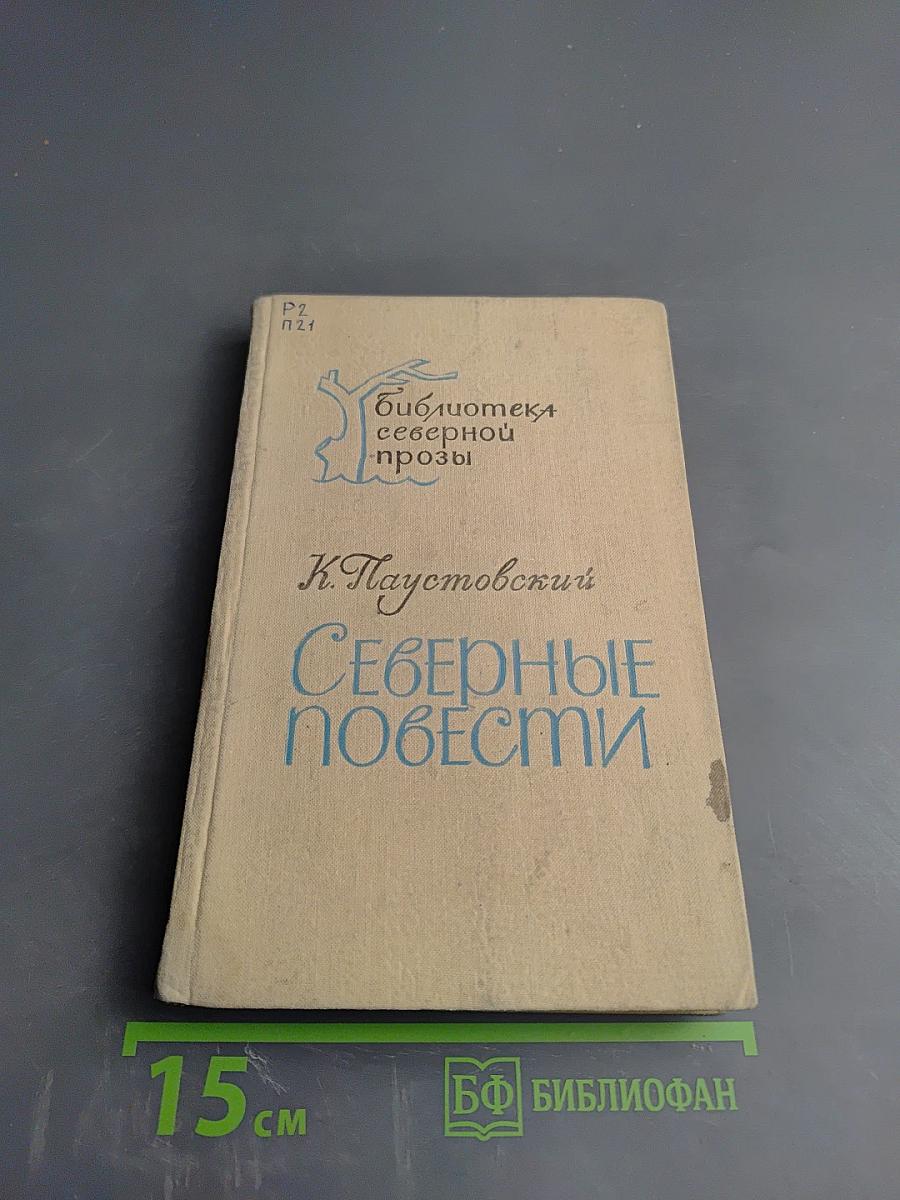 Р2
П21
Библиотека
северной
прозы
К. Паустовский
Северные
повести
15 см
БФ БИБЛИОФАН